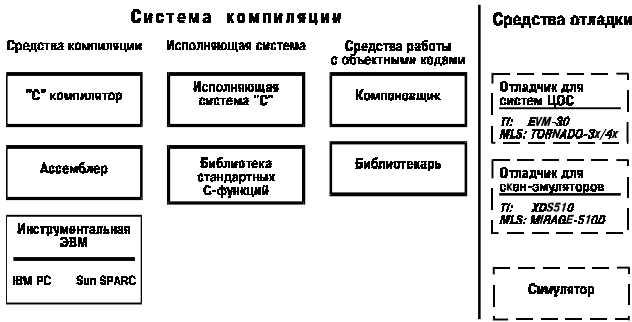 Система компиляции
Средства компиляции
"С" компилятор
Ассемблер
Инструментальная
ЭВМ
IBM PC Sun SPARC
Исполняющая система
Исполняющая
система "С"
Библиотека
стандартных
С-функций
Средства работы
с объектными кодами
Компоновщик
Библиотекарь
Средства отладки
Отладчик для
систем ЦОС
TI: EVM-30
MLS: TORNADO-3x/4x
Отладчик для
скан-эмуляторов
TI: XDS510
MLS: MIRAGE-510D
Симулятор